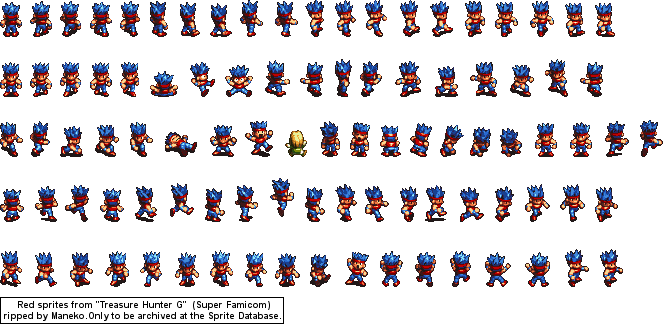 Red sprites from "Treasure Hunter G" (Super Famicom)
ripped by Maneko.Only to be archived at the Sprite Database.